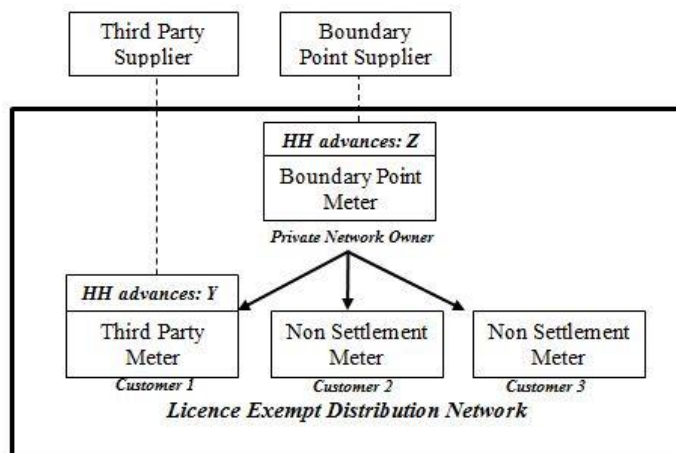 Third Party
Supplier
Boundary
Point Supplier
HH advances: Z
Boundary Point
Meter
Private Network Owner
HH advances: Y
Third Party
Meter
Customer 1
Non Settlement
Meter
Customer 2
Non Settlement
Meter
Customer 3
Licence Exempt Distribution Network